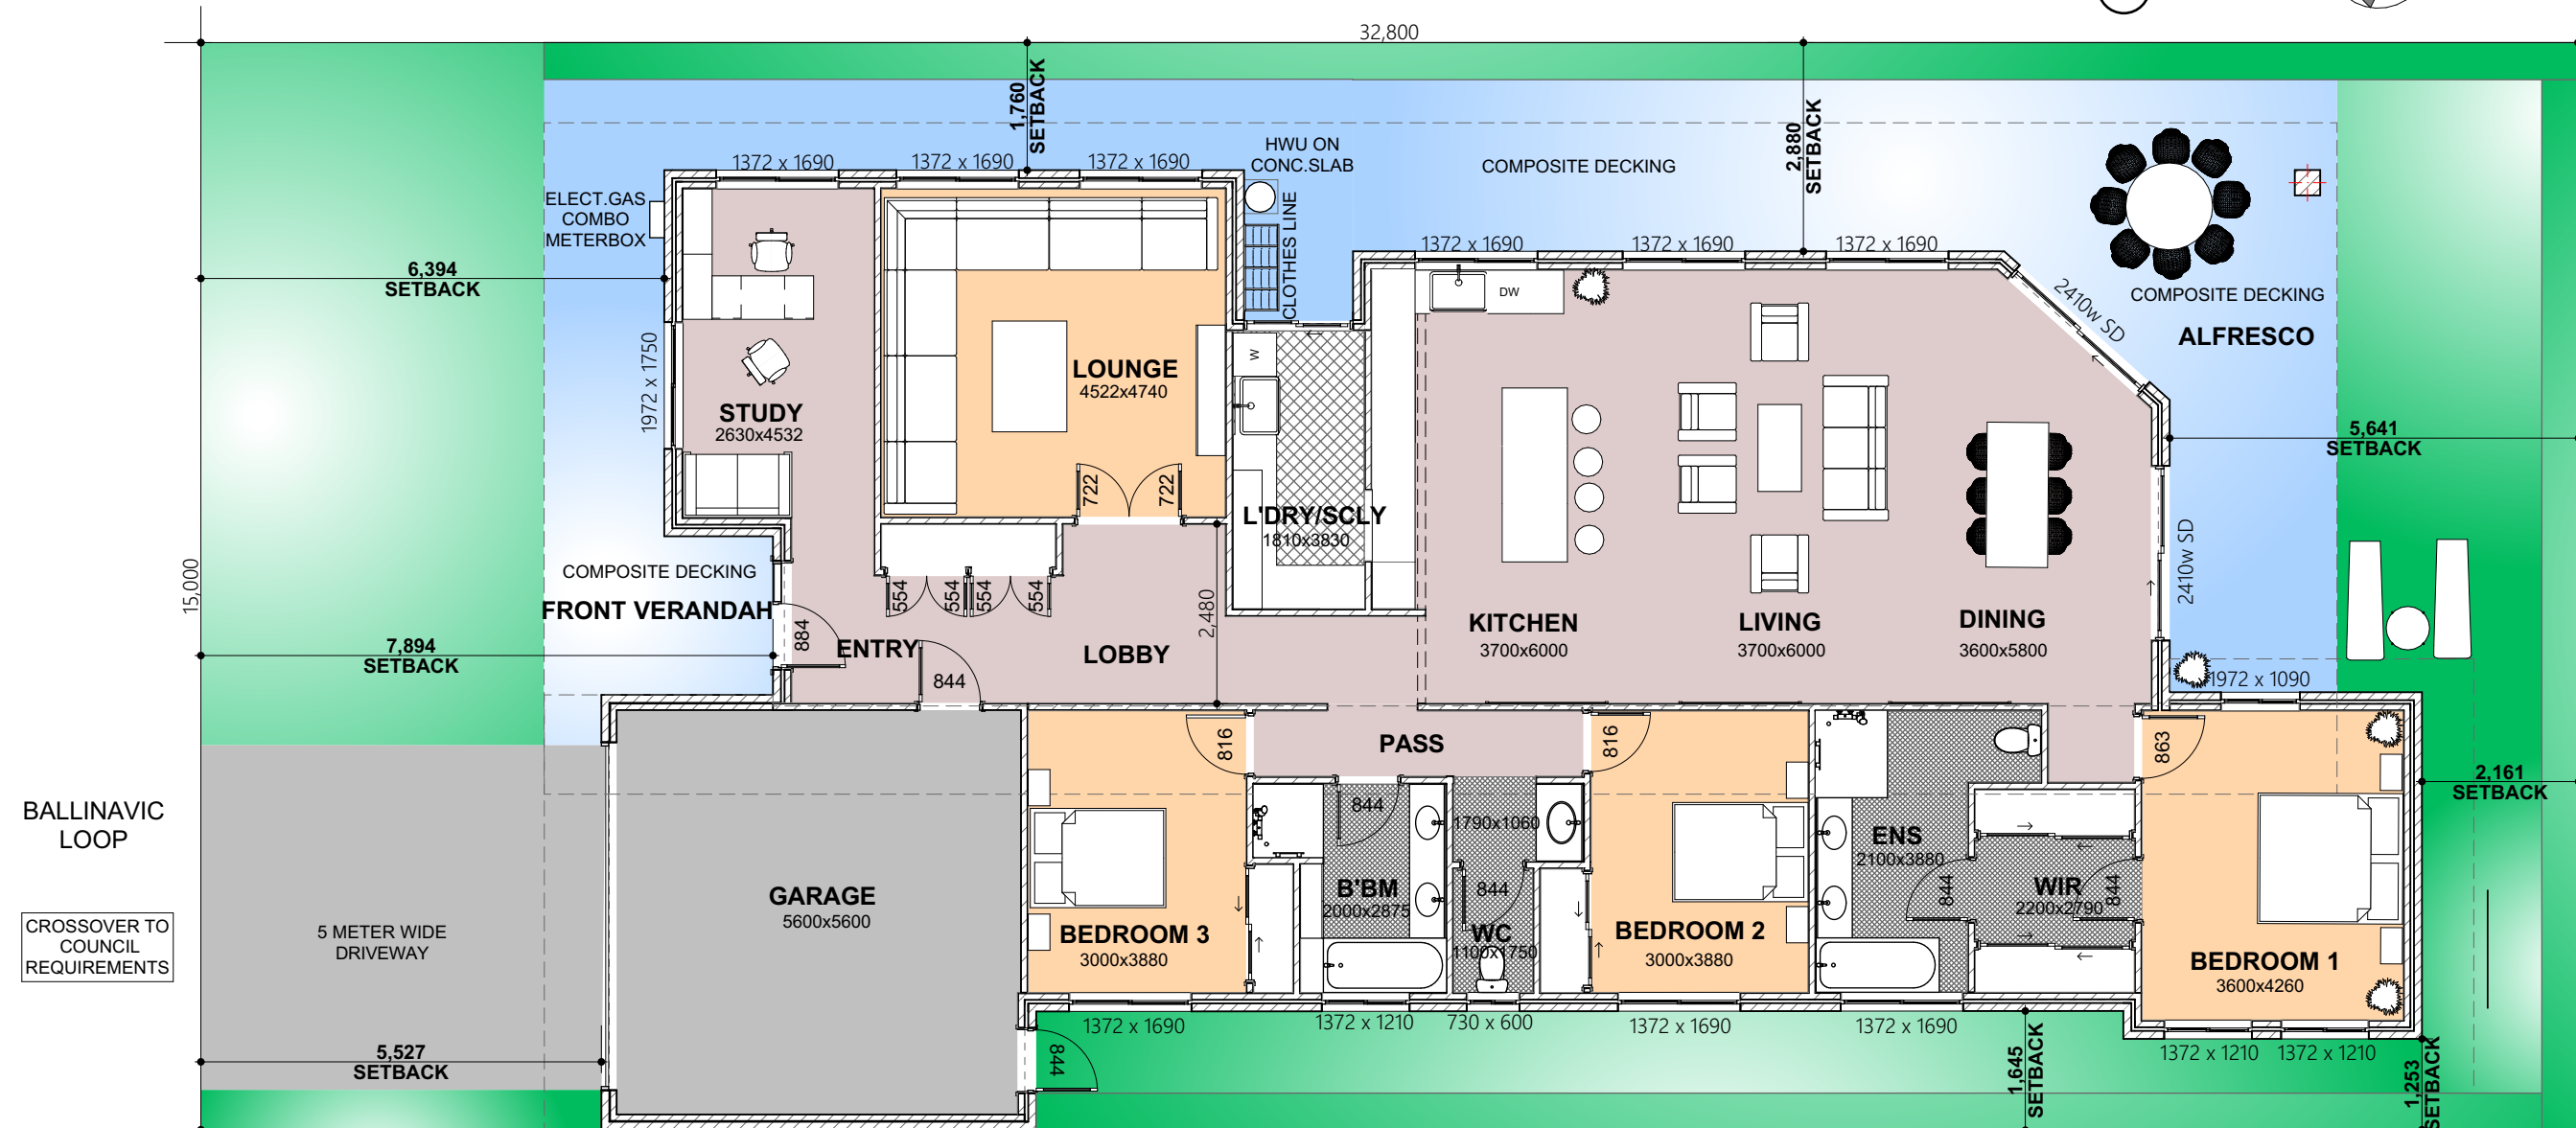 32,800
1,760
SETBACK
2,880
SETBACK
HWU ON
CONC.SLAB
COMPOSITE DECKING
1372 x 1690
1372 x 1690
1372 x 1690
ELECT.GAS
COMBO
METERBOX
CLOTHES LINE
1372 x 1690
1372 x 1690
1372 x 1690
6,394
SETBACK
DW
2410w SD
COMPOSITE DECKING
ALFRESCO
1972 x 1750
STUDY
2630x4532
LOUNGE
4522x4740
W
5,641
SETBACK
722
722
L'DRY/SCLY
1810x3830
2410w SD
15,000
COMPOSITE DECKING
FRONT VERANDAH
554
554
554
554
2,480
884
ENTRY
LOBBY
KITCHEN
3700x6000
LIVING
3700x6000
DINING
3600x5800
7,894
SETBACK
844
1972 x 1090
816
PASS
816
863
2,161
SETBACK
BALLINAVIC
LOOP
844
1790x1060
ENS
2100x3880
GARAGE
5600x5600
B'BM
2000x2875
844
WIR
2200x2790
844
844
CROSSOVER TO
COUNCIL
REQUIREMENTS
5 METER WIDE
DRIVEWAY
BEDROOM 3
3000x3880
WC
1100x1750
BEDROOM 2
3000x3880
BEDROOM 1
3600x4260
1372 x 1690
1372 x 1210
730 x 600
1372 x 1690
1372 x 1690
1372 x 1210
1372 x 1210
5,527
SETBACK
844
1,645
SETBACK
1,253
SETBACK